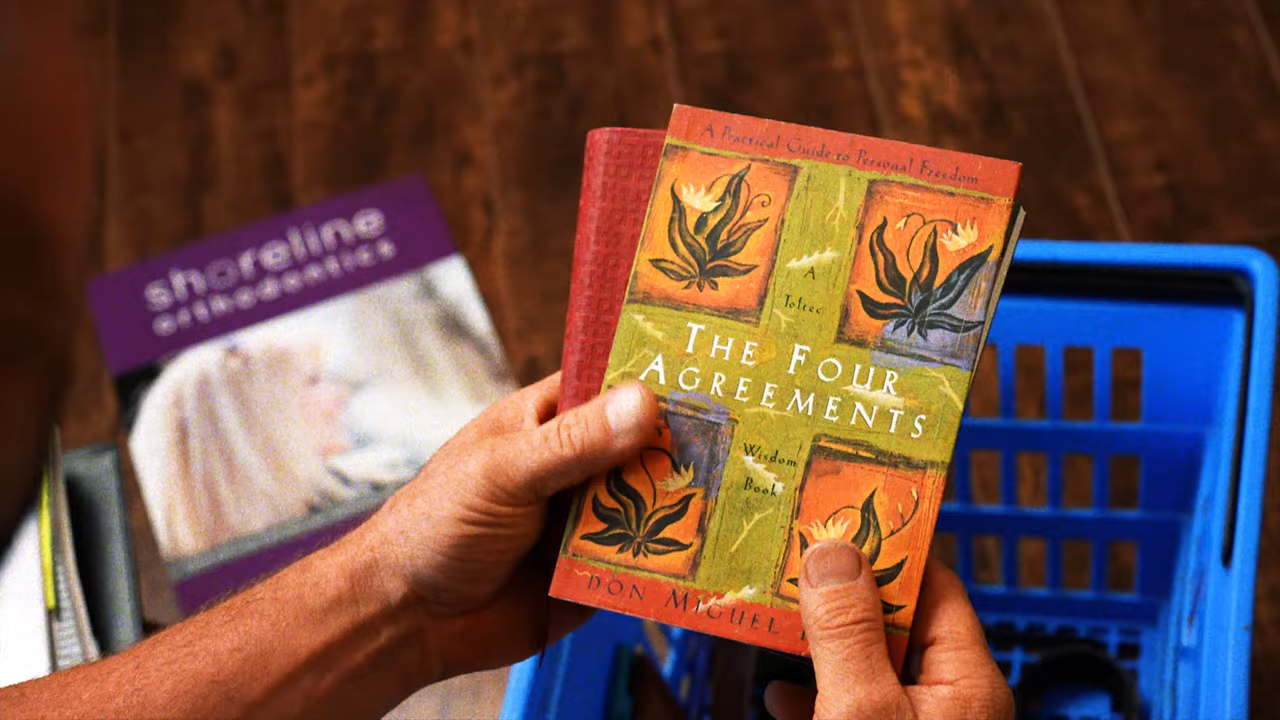 shoreline
orthodontics
A Practical Guide to Personal Freedom
A
Toltec
THE FOUR
AGREEMENTS
Wisdom
Book
DON MIGUEL